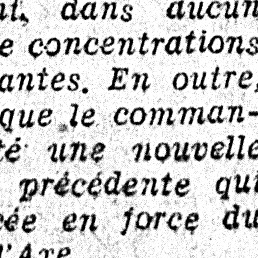 nt, dans aucun
e concentrations
antes. En outre,
que le comman-
té une nouvelle
précédente qui
cée en force du
l'Are